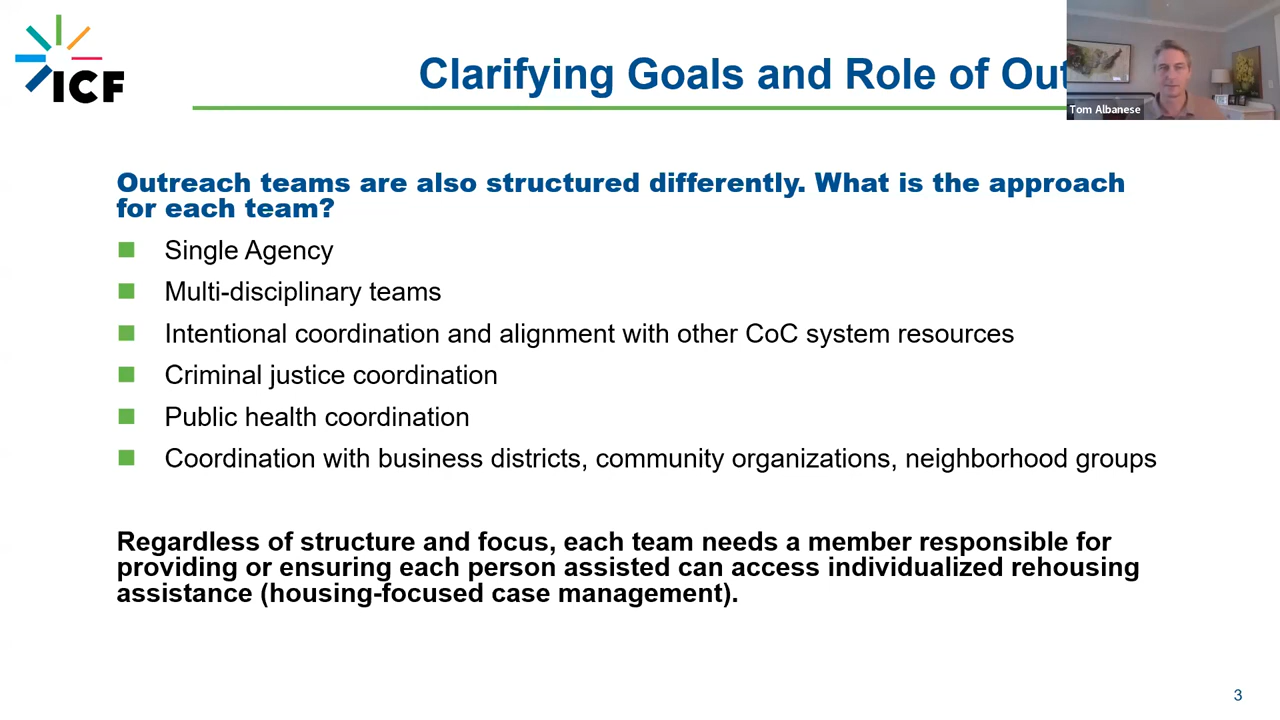 ICF
Clarifying Goals and Role of Out
Tom Albanese
Outreach teams are also structured differently. What is the approach
for each team?
Single Agency
Multi-disciplinary teams
Intentional coordination and alignment with other CoC system resources
Criminal justice coordination
Public health coordination
Coordination with business districts, community organizations, neighborhood groups
Regardless of structure and focus, each team needs a member responsible for
providing or ensuring each person assisted can access individualized rehousing
assistance (housing-focused case management).
3